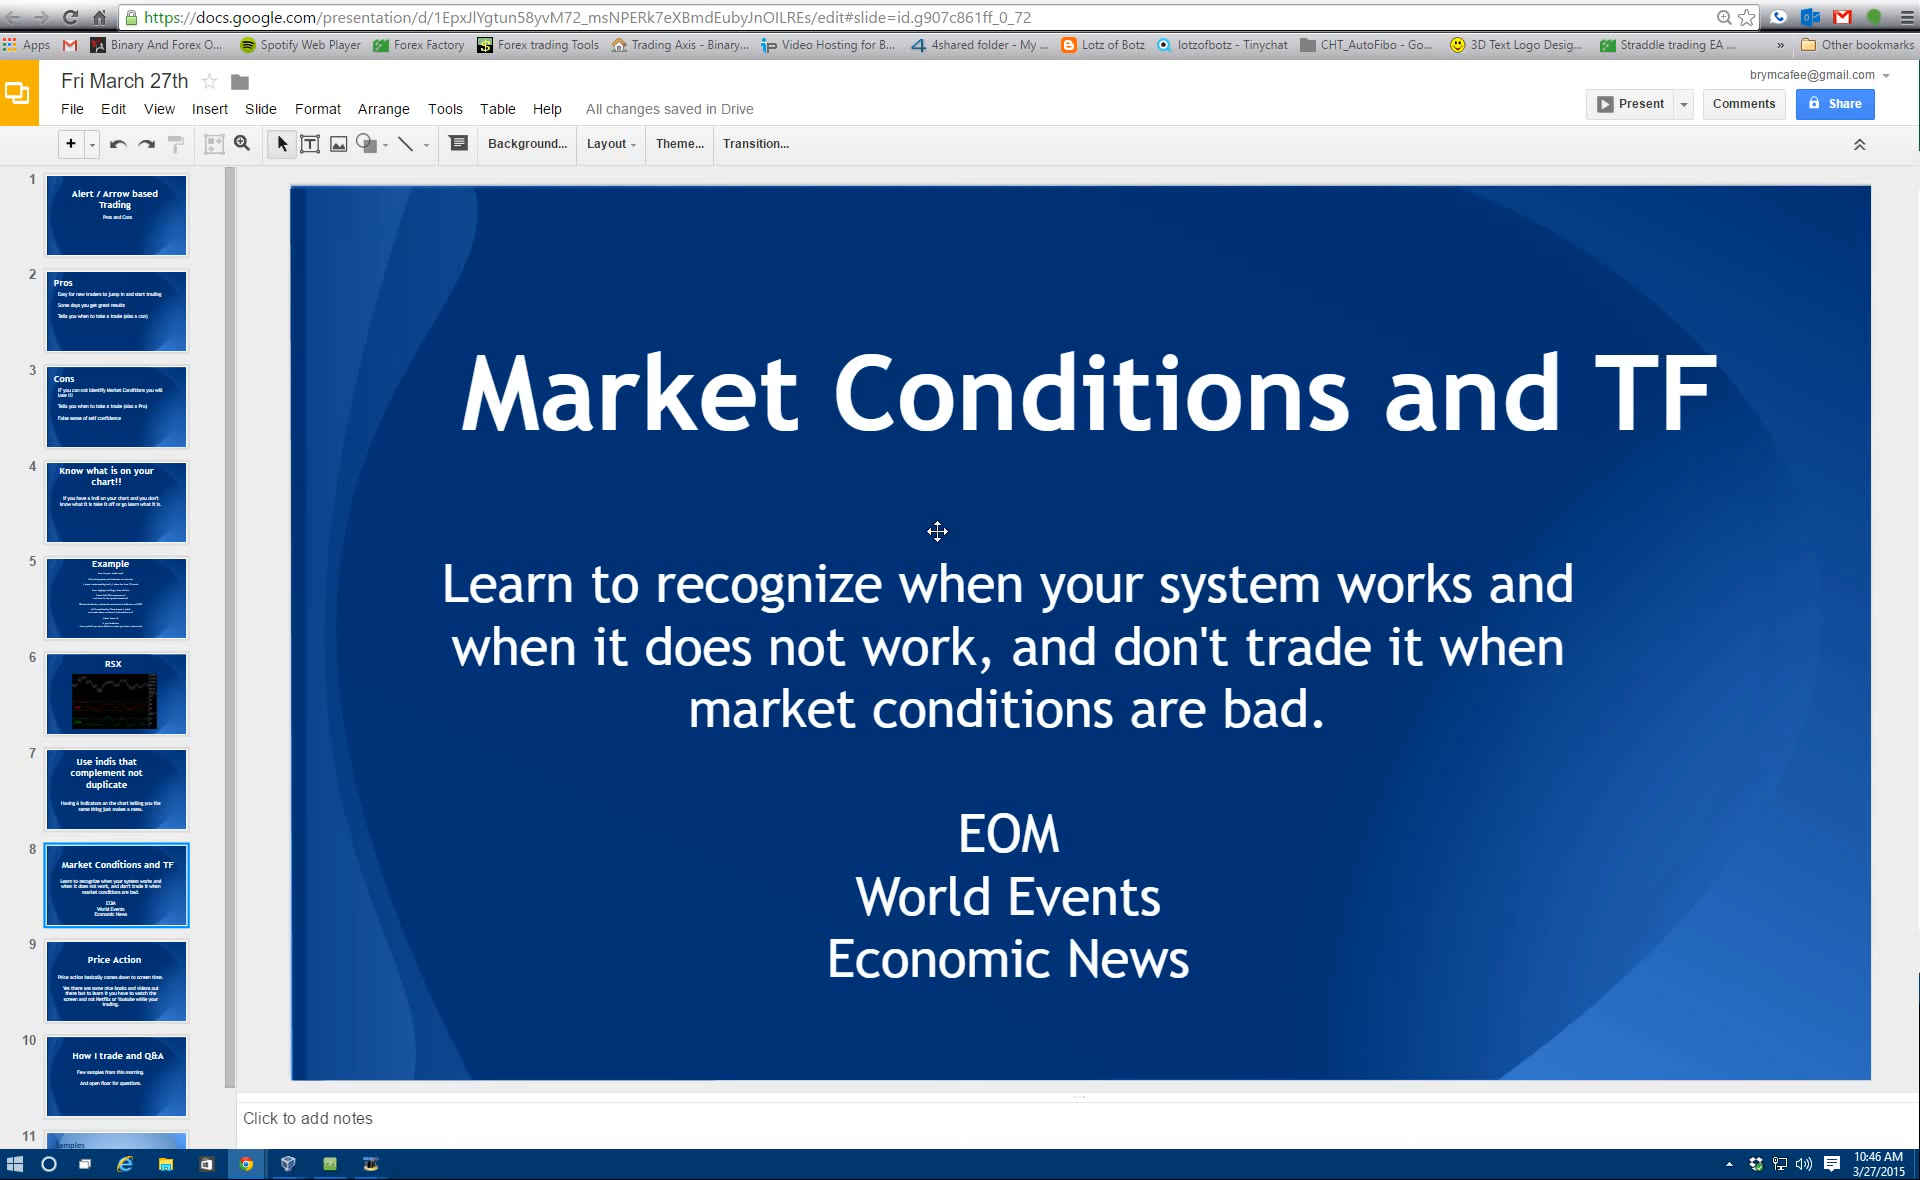 https://docs.google.com/presentation/d/1EpxJlYgtun58yvM72_msNPERk7eXBmdEubyJnOILREs/edit#slide=id.g907c861ff_0_72
Apps
Binary And Forex O...
Spotify Web Player
Forex Factory
Forex trading Tools
Trading Axis - Binary...
Video Hosting for B...
4shared folder - My ...
Lotz of Botz
lotzofbotz - Tinychat
CHT_AutoFibo - Go...
3D Text Logo Desig...
Straddle trading EA ...
»
Other bookmarks
Fri March 27th
brymcafee@gmail.com
File Edit View Insert Slide Format Arrange Tools Table Help All changes saved in Drive
Present
Comments
Share
Background...
Layout
Theme...
Transition...
1
Alert / Arrow based
Trading
Pros and Cons
2
Pros
Easy for new traders to jump in and start trading
Some days you get great results
Tells you when to take a trade (also a con)
3
Cons
If you can not identify Market Conditions you will
lose !!!
Tells you when to take a trade (also a Pro)
False sense of self confidence
4
Know what is on your
chart!!
If you have a indi on your chart and you don't
know what it is take it off or go learn what it is.
5
Example
6
RSX
7
Use indis that
complement not
duplicate
Having 6 indicators on the chart telling you the
same thing just makes a mess.
8
Market Conditions and TF
Learn to recognize when your system works and
when it does not work, and don't trade it when
market conditions are bad.
EOM
World Events
Economic News
9
Price Action
Price action basically comes down to screen time.
Yes there are some nice books and videos out
there but to learn it you have to watch the
screen and not Netflix or Youtube while your
trading.
10
How I trade and Q&A
Few samples from this morning.
And open floor for questions.
11
Samples
Market Conditions and TF
Learn to recognize when your system works and
when it does not work, and don't trade it when
market conditions are bad.
EOM
World Events
Economic News
Click to add notes
10:46 AM
3/27/2015